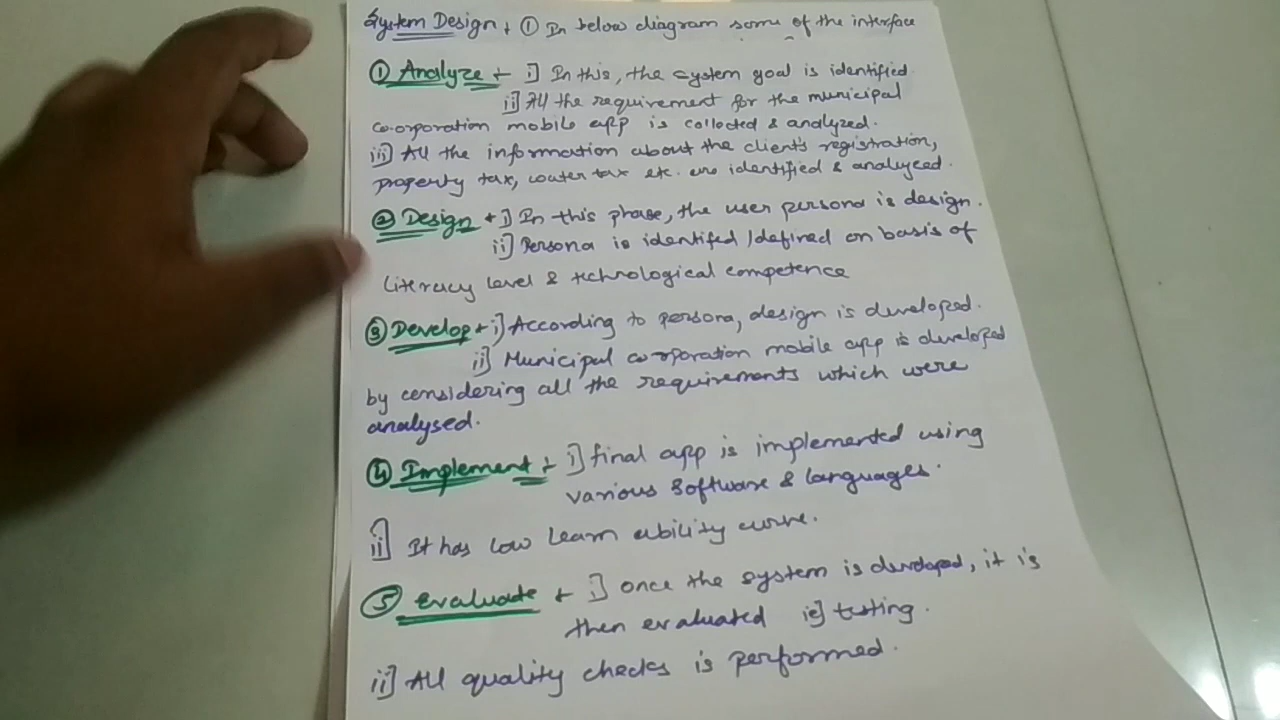 System Design + ① In below diagram some of the interface
① Analyze + i] In this, the system goal is identified
ii] All the requirement for the municipal
co-orporation mobile app is collected & analyzed.
iii] All the information about the client's registration,
property tax, water tax etc. are identified & analyced.
② Design + i] In this phase, the user persona is design.
ii] Persona is identifed / defined on basis of
literacy level & technological competence
③ Develop + i] According to persona, design is developed.
ii] Municipal co-orporation mobile app is developed
by considering all the requirements which were
analysed.
④ Implement + i] final app is implemented using
various software & languages.
ii] It has low learn ability curve.
⑤ Evaluate + i] once the system is developed, it is
then evaluated ie] testing.
ii] All quality checks is performed.